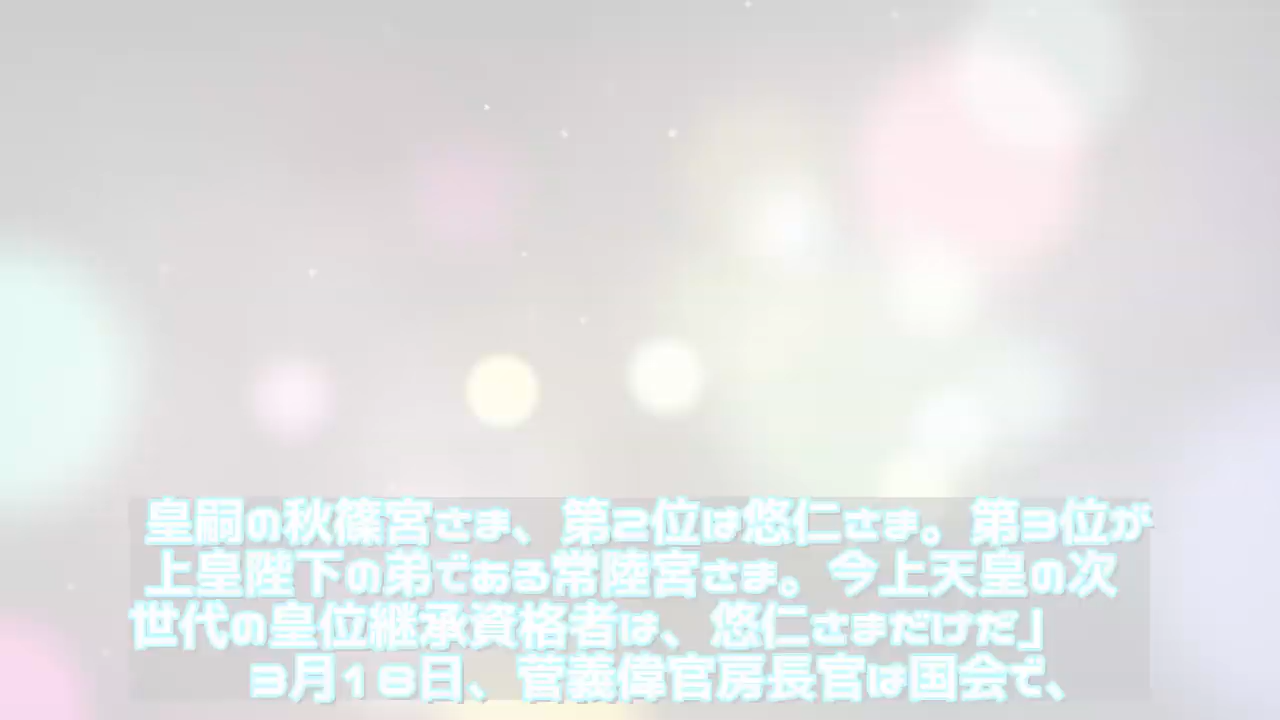 皇嗣の秋篠宮さま、第2位は悠仁さま。第3位が
上皇陛下の弟である常陸宮さま。今上天皇の次
世代の皇位継承資格者は、悠仁さまだけだ」
3月18日、菅義偉官房長官は国会で、